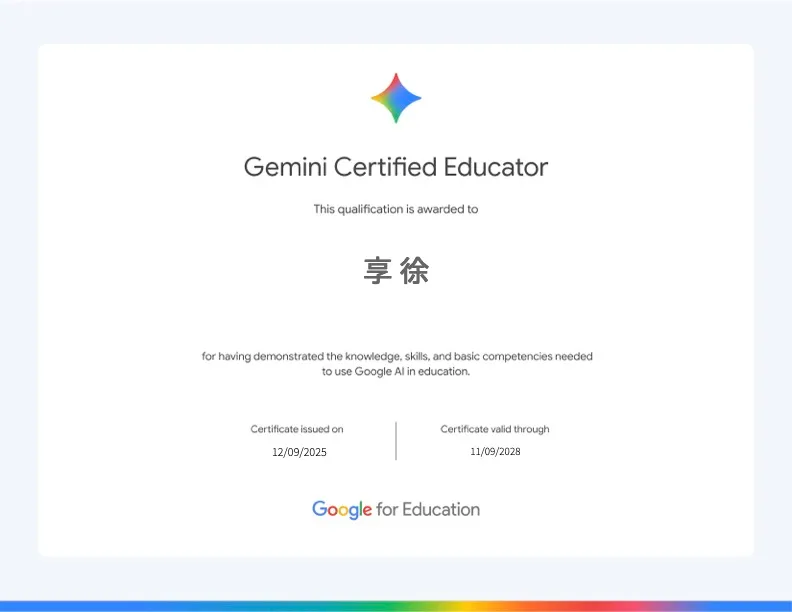 Gemini Certified Educator
This qualification is awarded to
享 徐
for having demonstrated the knowledge, skills, and basic competencies needed
to use Google AI in education.
Certificate issued on
12/09/2025
Certificate valid through
11/09/2028
Google for Education